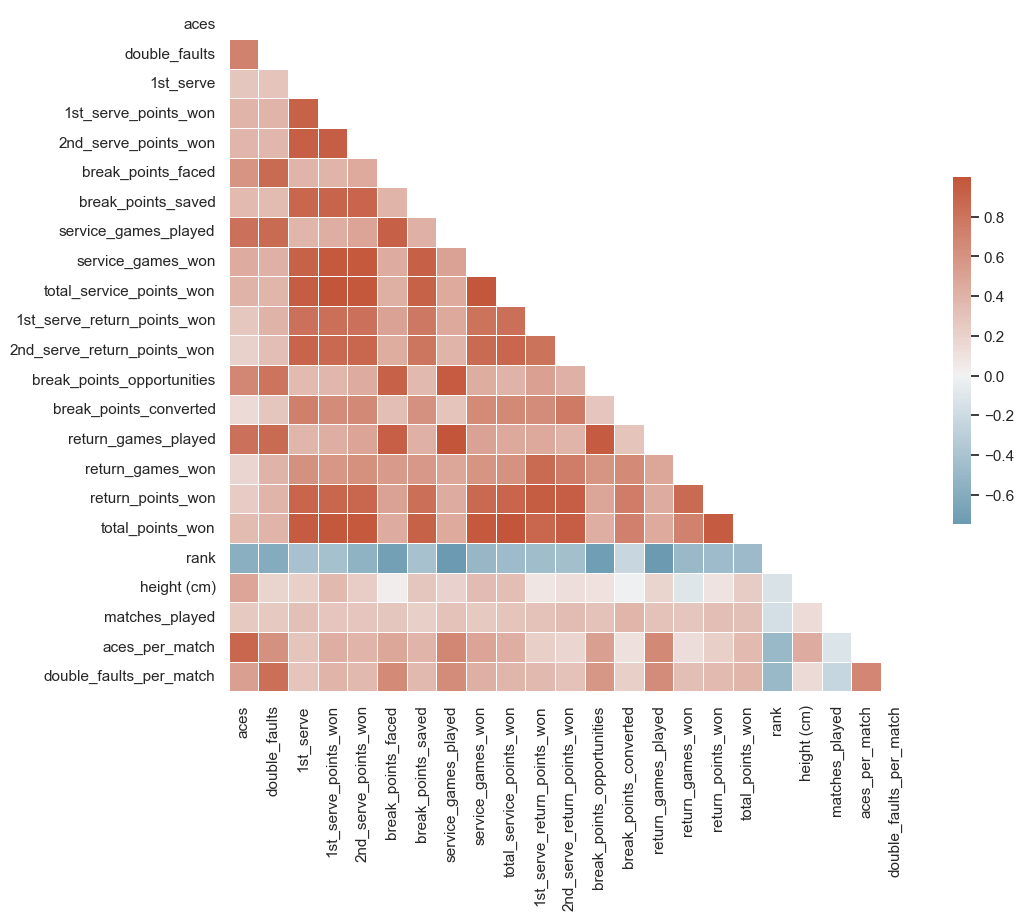 aces
double_faults
1st_serve
1st_serve_points_won
2nd_serve_points_won
break_points_faced
break_points_saved
service_games_played
service_games_won
total_service_points_won
1st_serve_return_points_won
2nd_serve_return_points_won
break_points_opportunities
break_points_converted
return_games_played
return_games_won
return_points_won
total_points_won
rank
height (cm)
matches_played
aces_per_match
double_faults_per_match
aces
double_faults
1st_serve
1st_serve_points_won
2nd_serve_points_won
break_points_faced
break_points_saved
service_games_played
service_games_won
total_service_points_won
1st_serve_return_points_won
2nd_serve_return_points_won
break_points_opportunities
break_points_converted
return_games_played
return_games_won
return_points_won
total_points_won
rank
height (cm)
matches_played
aces_per_match
double_faults_per_match
0.8
0.6
0.4
0.2
0.0
−0.2
−0.4
−0.6